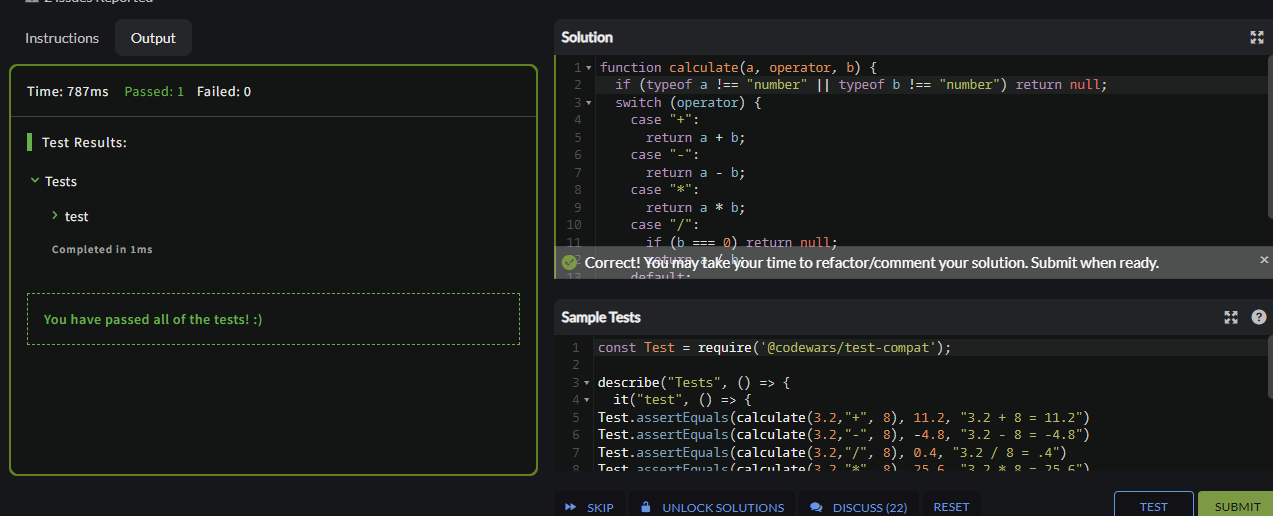 2 Issues Reported
Instructions
Output
Time: 787ms Passed: 1 Failed: 0
Test Results:
Tests
test
Completed in 1ms
You have passed all of the tests! :)
Solution
1 function calculate(a, operator, b) {
2 if (typeof a !== "number" || typeof b !== "number") return null;
3 switch (operator) {
4 case "+":
5 return a + b;
6 case "-":
7 return a - b;
8 case "*":
9 return a * b;
10 case "/":
11 if (b === 0) return null;
12 return a / b;
Correct! You may take your time to refactor/comment your solution. Submit when ready.
×
13 default:
Sample Tests
?
1 const Test = require('@codewars/test-compat');
2
3 describe("Tests", () => {
4 it("test", () => {
5 Test.assertEquals(calculate(3.2,"+", 8), 11.2, "3.2 + 8 = 11.2")
6 Test.assertEquals(calculate(3.2,"-", 8), -4.8, "3.2 - 8 = -4.8")
7 Test.assertEquals(calculate(3.2,"/", 8), 0.4, "3.2 / 8 = .4")
8 Test.assertEquals(calculate(3.2,"*", 8), 25.6, "3.2 * 8 = 25.6")
SKIP
UNLOCK SOLUTIONS
DISCUSS (22)
RESET
TEST
SUBMIT